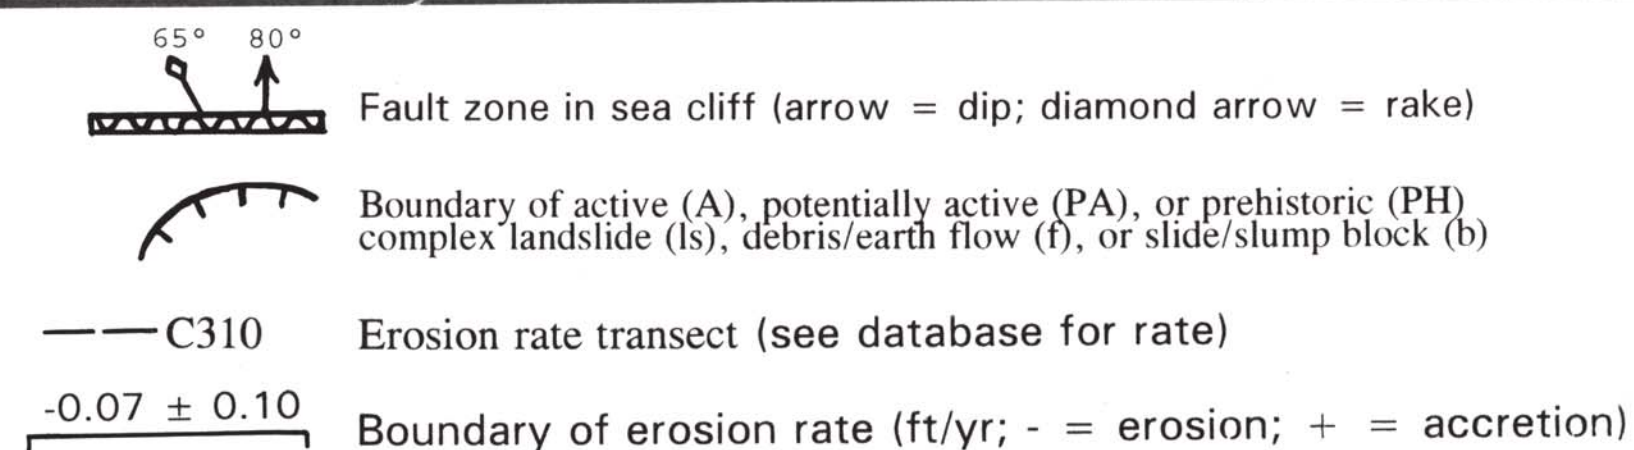 65° 80°
Fault zone in sea cliff (arrow = dip; diamond arrow = rake)
Boundary of active (A), potentially active (PA), or prehistoric (PH)
complex landslide (ls), debris/earth flow (f), or slide/slump block (b)
C310 Erosion rate transect (see database for rate)
-0.07 ± 0.10
Boundary of erosion rate (ft/yr; - = erosion; + = accretion)